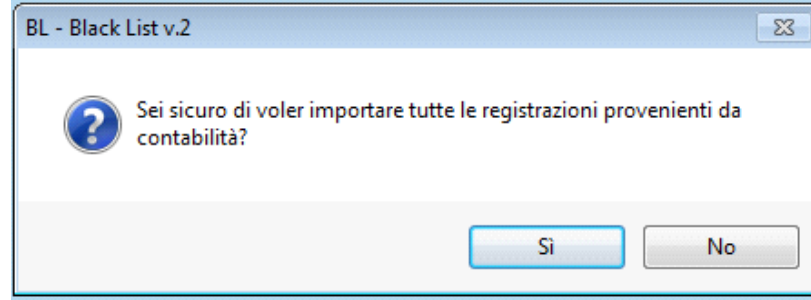 BL - Black List v.2
Sei sicuro di voler importare tutte le registrazioni provenienti da
contabilità?
Sì
No